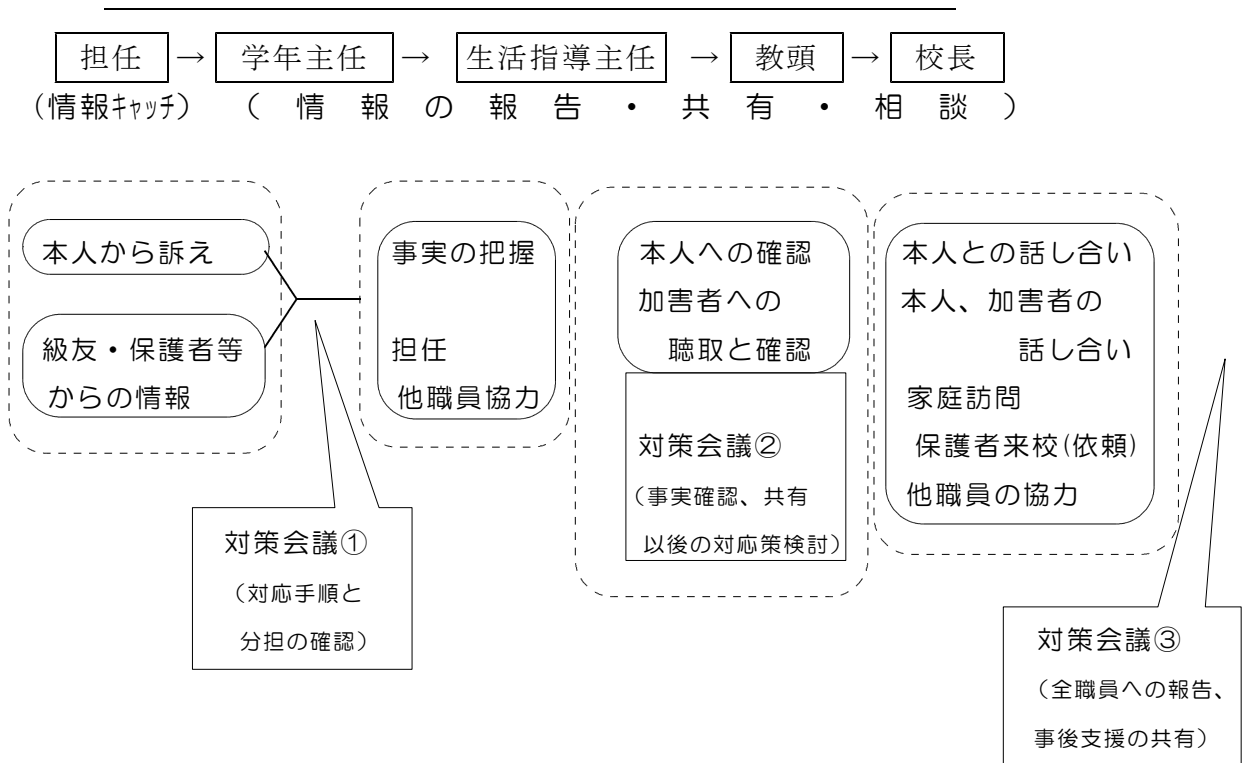 担任 → 学年主任 → 生活指導主任 → 教頭 → 校長
(情報キャッチ) (情報の報告・共有・相談)
本人から訴え
級友・保護者等
からの情報
事実の把握
担任
他職員協力
本人への確認
加害者への
聴取と確認
対策会議②
(事実確認、共有
以後の対応策検討)
本人との話し合い
本人、加害者の
話し合い
家庭訪問
保護者来校(依頼)
他職員の協力
対策会議①
(対応手順と
分担の確認)
対策会議③
(全職員への報告、
事後支援の共有)